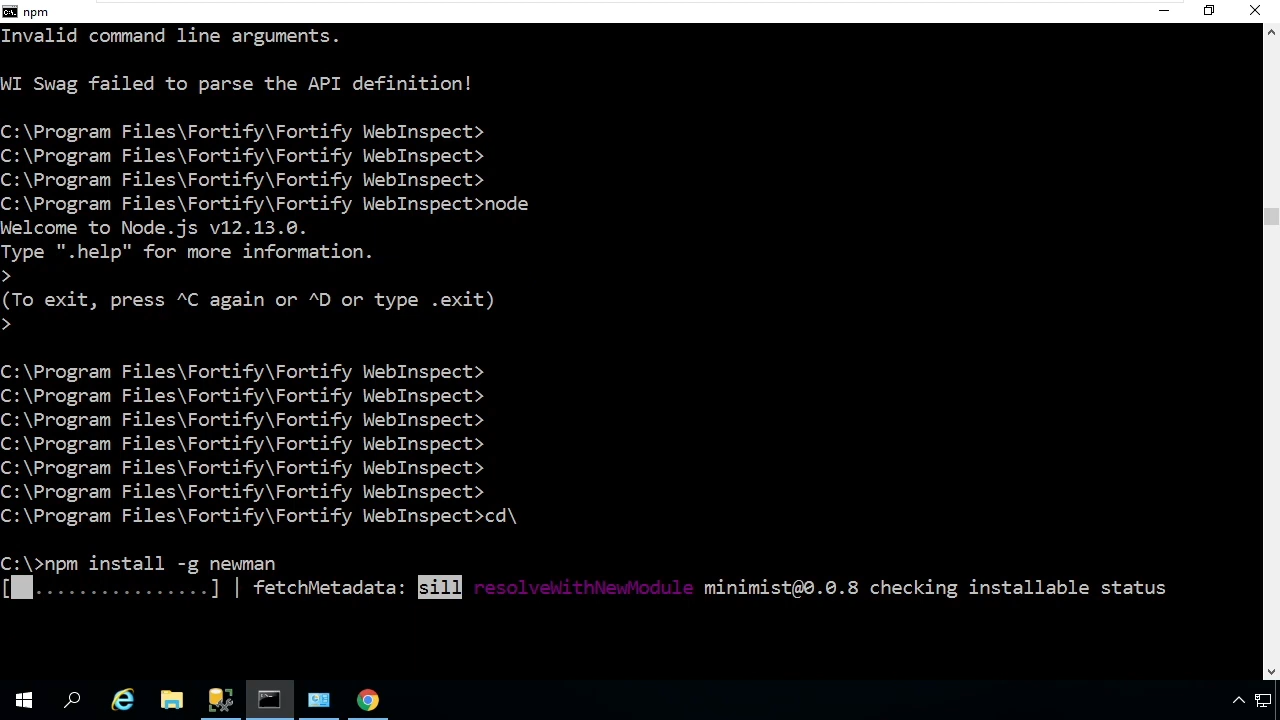 npm
Invalid command line arguments.
WI Swag failed to parse the API definition!
C:\Program Files\Fortify\Fortify WebInspect>
C:\Program Files\Fortify\Fortify WebInspect>
C:\Program Files\Fortify\Fortify WebInspect>
C:\Program Files\Fortify\Fortify WebInspect>node
Welcome to Node.js v12.13.0.
Type ".help" for more information.
>
(To exit, press ^C again or ^D or type .exit)
>
C:\Program Files\Fortify\Fortify WebInspect>
C:\Program Files\Fortify\Fortify WebInspect>
C:\Program Files\Fortify\Fortify WebInspect>
C:\Program Files\Fortify\Fortify WebInspect>
C:\Program Files\Fortify\Fortify WebInspect>
C:\Program Files\Fortify\Fortify WebInspect>
C:\Program Files\Fortify\Fortify WebInspect>cd\
C:\>npm install -g newman
[  ................] | fetchMetadata: sill resolveWithNewModule minimist@0.0.8 checking installable status